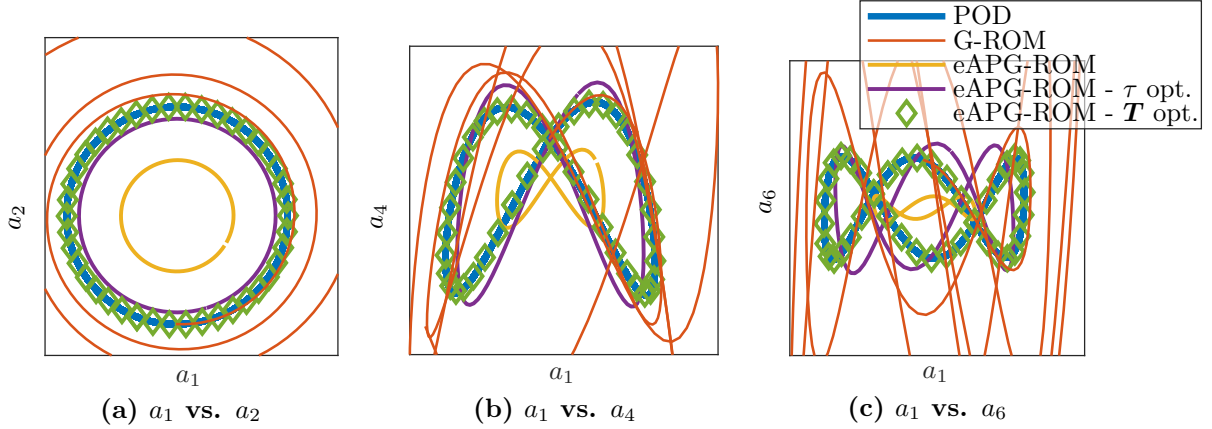 POD
G-ROM
eAPG-ROM
eAPG-ROM - τ opt.
eAPG-ROM - T opt.
a2
a1
(a) a1 vs. a2
a4
a1
(b) a1 vs. a4
a6
a1
(c) a1 vs. a6